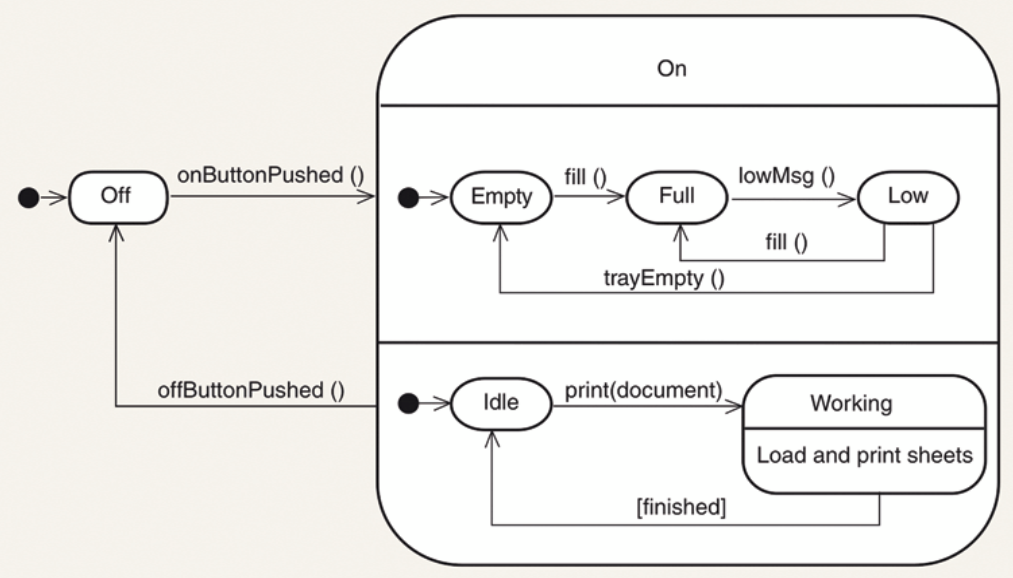 On
onButtonPushed ()
Off
fill ()
lowMsg ()
Empty
Full
Low
fill ()
trayEmpty ()
offButtonPushed ()
print(document)
Idle
Working
Load and print sheets
[finished]